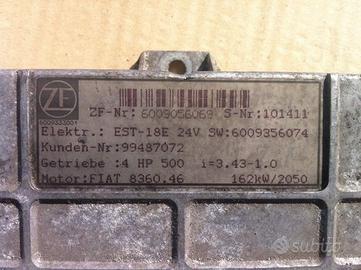 ZF
6009333003
ZF-Nr: 6009056069 S-Nr:101411
Elektr.: EST-18E 24V SW:6009356074
Kunden-Nr:99487072
Getriebe :4 HP 500 i=3.43-1.0
Motor:FIAT 8360.46 162kW/2050
subito